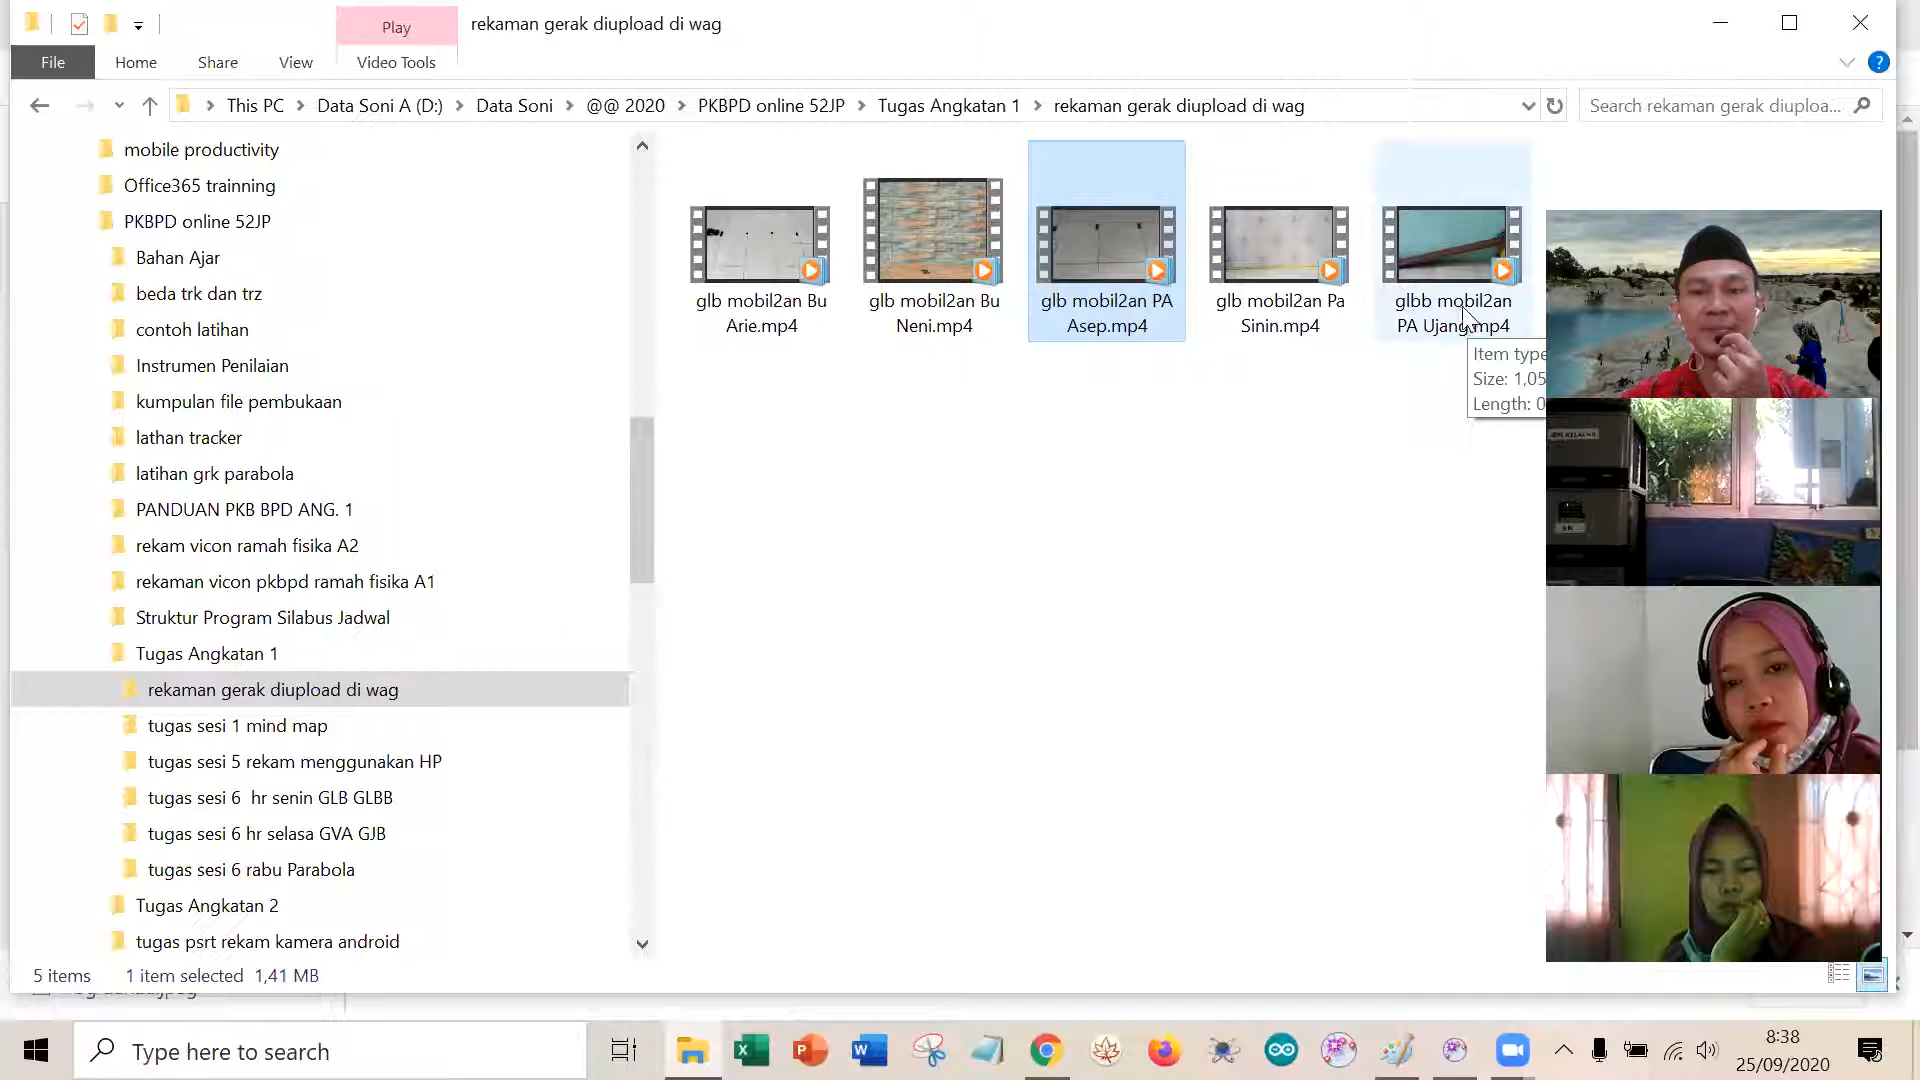 Play
rekaman gerak diupload di wag
File
Home
Share
View
Video Tools
This PC
Data Soni A (D:)
Data Soni
@@ 2020
PKBPD online 52JP
Tugas Angkatan 1
rekaman gerak diupload di wag
Search rekaman gerak diuploa...
mobile productivity
Office365 trainning
PKBPD online 52JP
Bahan Ajar
beda trk dan trz
contoh latihan
Instrumen Penilaian
kumpulan file pembukaan
lathan tracker
latihan grk parabola
PANDUAN PKB BPD ANG. 1
rekam vicon ramah fisika A2
rekaman vicon pkbpd ramah fisika A1
Struktur Program Silabus Jadwal
Tugas Angkatan 1
rekaman gerak diupload di wag
tugas sesi 1 mind map
tugas sesi 5 rekam menggunakan HP
tugas sesi 6 hr senin GLB GLBB
tugas sesi 6 hr selasa GVA GJB
tugas sesi 6 rabu Parabola
Tugas Angkatan 2
tugas psrt rekam kamera android
glb mobil2an Bu
Arie.mp4
glb mobil2an Bu
Neni.mp4
glb mobil2an PA
Asep.mp4
glb mobil2an Pa
Sinin.mp4
glbb mobil2an
PA Ujang.mp4
Item type
Size: 1,05
Length: 0
5 items
1 item selected 1,41 MB
Type here to search
8:38
25/09/2020